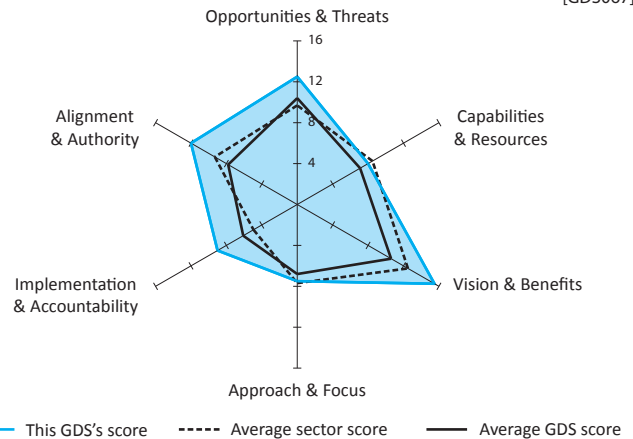 Opportunities & Threats
16
12
8
4
Alignment
& Authority
Capabilities
& Resources
Implementation
& Accountability
Vision & Benefits
Approach & Focus
This GDS's score
Average sector score
Average GDS score